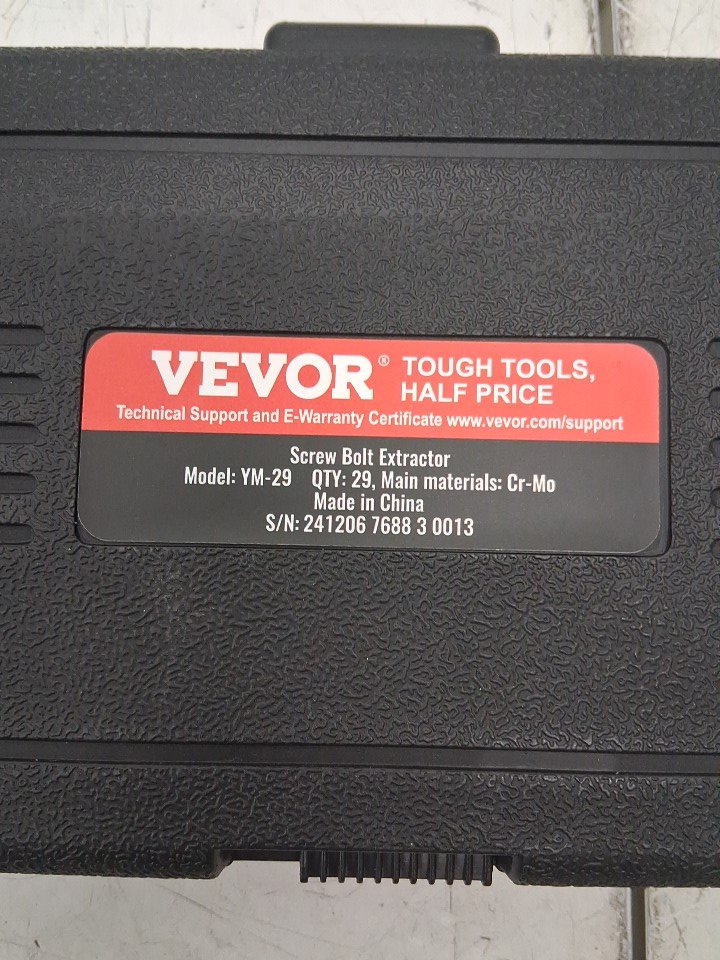 VEVOR® TOUGH TOOLS,
HALF PRICE
Technical Support and E-Warranty Certificate www.vevor.com/support
Screw Bolt Extractor
Model: YM-29 QTY: 29, Main materials: Cr-Mo
Made in China
S/N: 241206 7688 3 0013